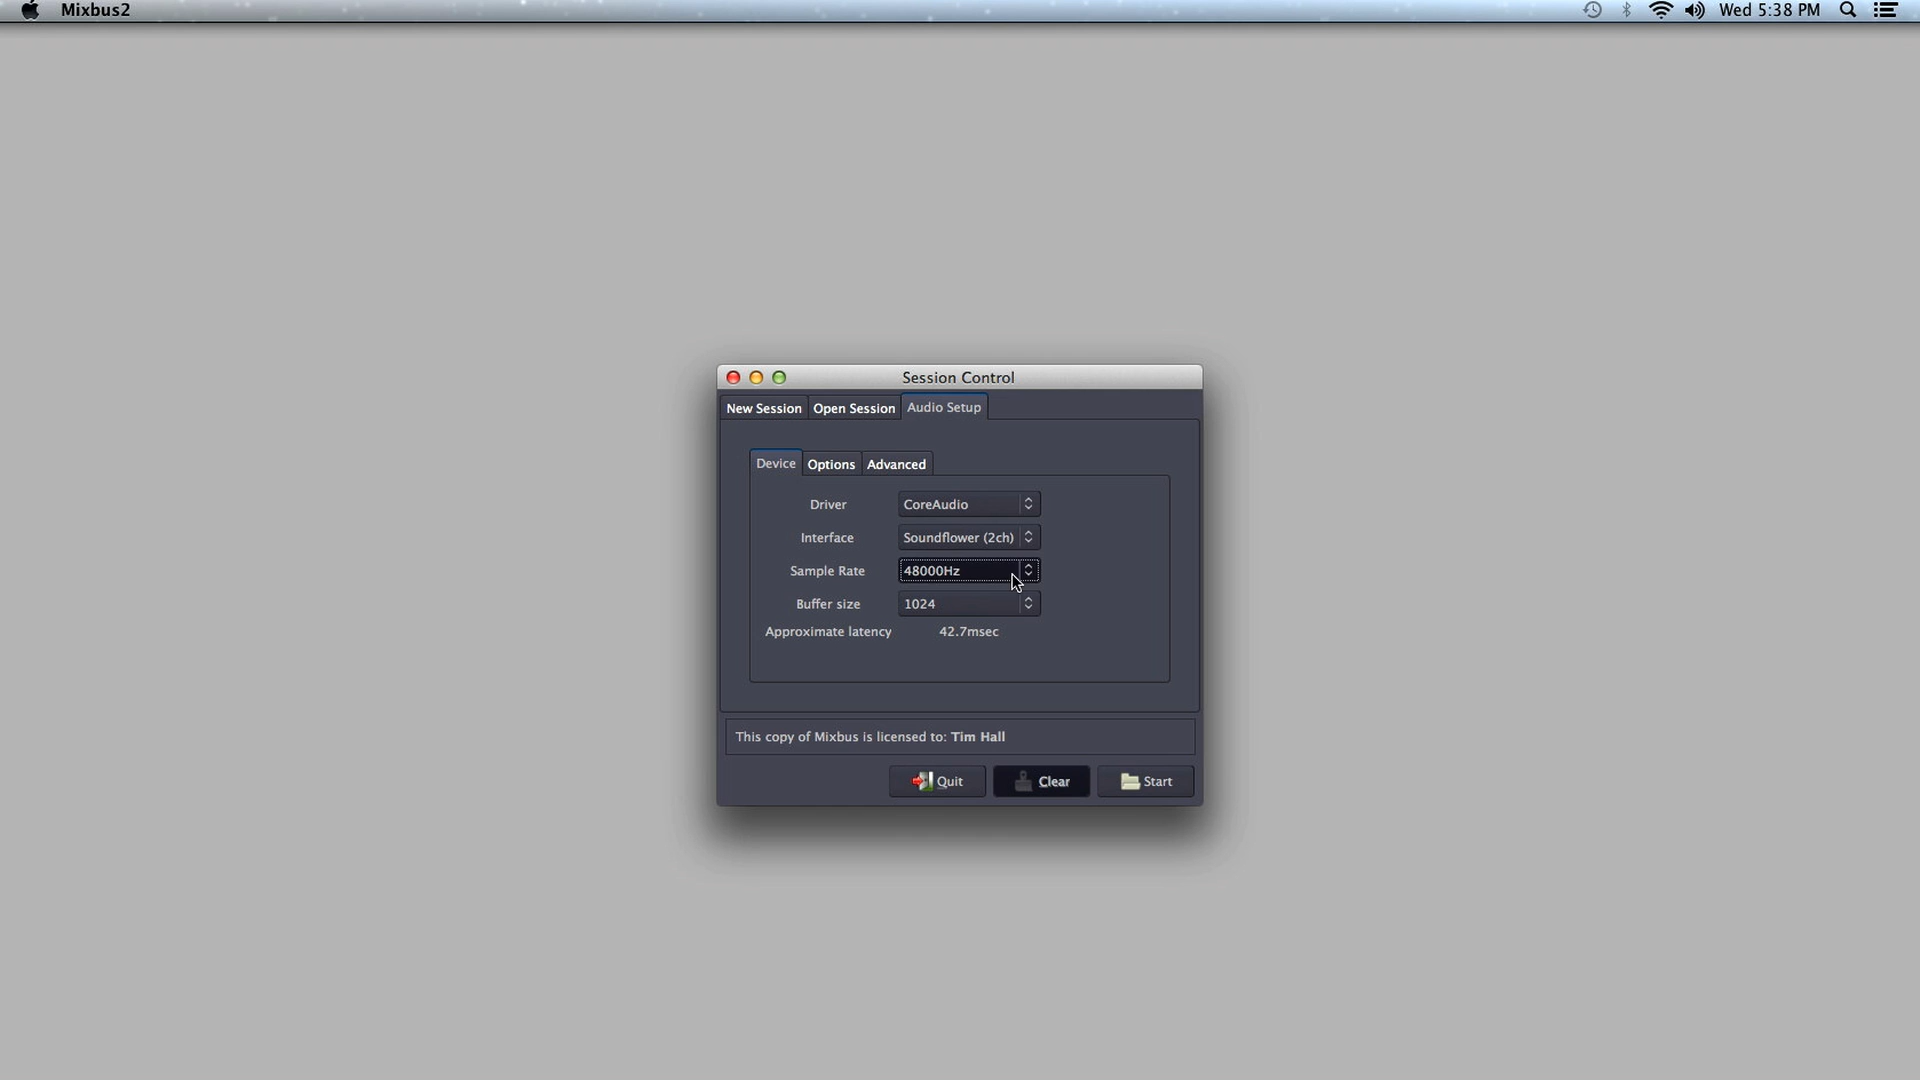 Mixbus2
Wed 5:38 PM
Session Control
New Session
Open Session
Audio Setup
Device
Options
Advanced
Driver
CoreAudio
Interface
Soundflower (2ch)
Sample Rate
48000Hz
Buffer size
1024
Approximate latency
42.7msec
This copy of Mixbus is licensed to: Tim Hall
Quit
Clear
Start